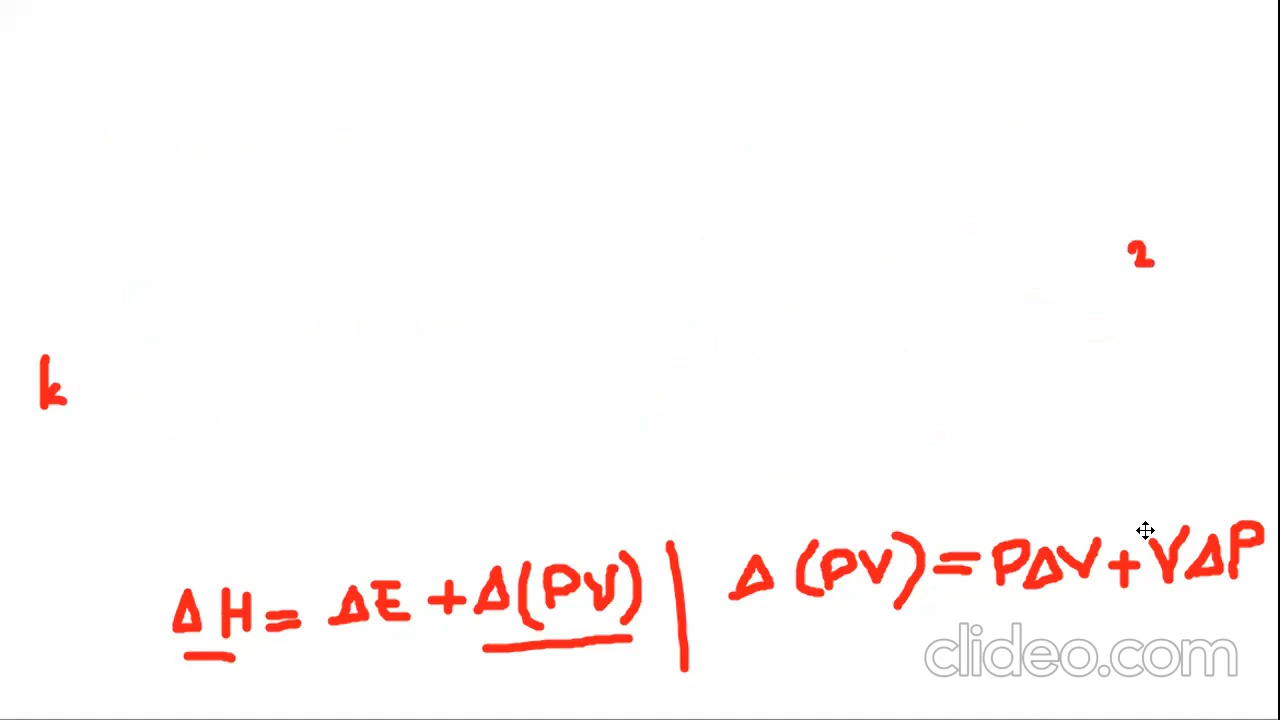 2
k
ΔH = ΔE + Δ(PV) | Δ(PV) = PΔV + VΔP
clideo.com